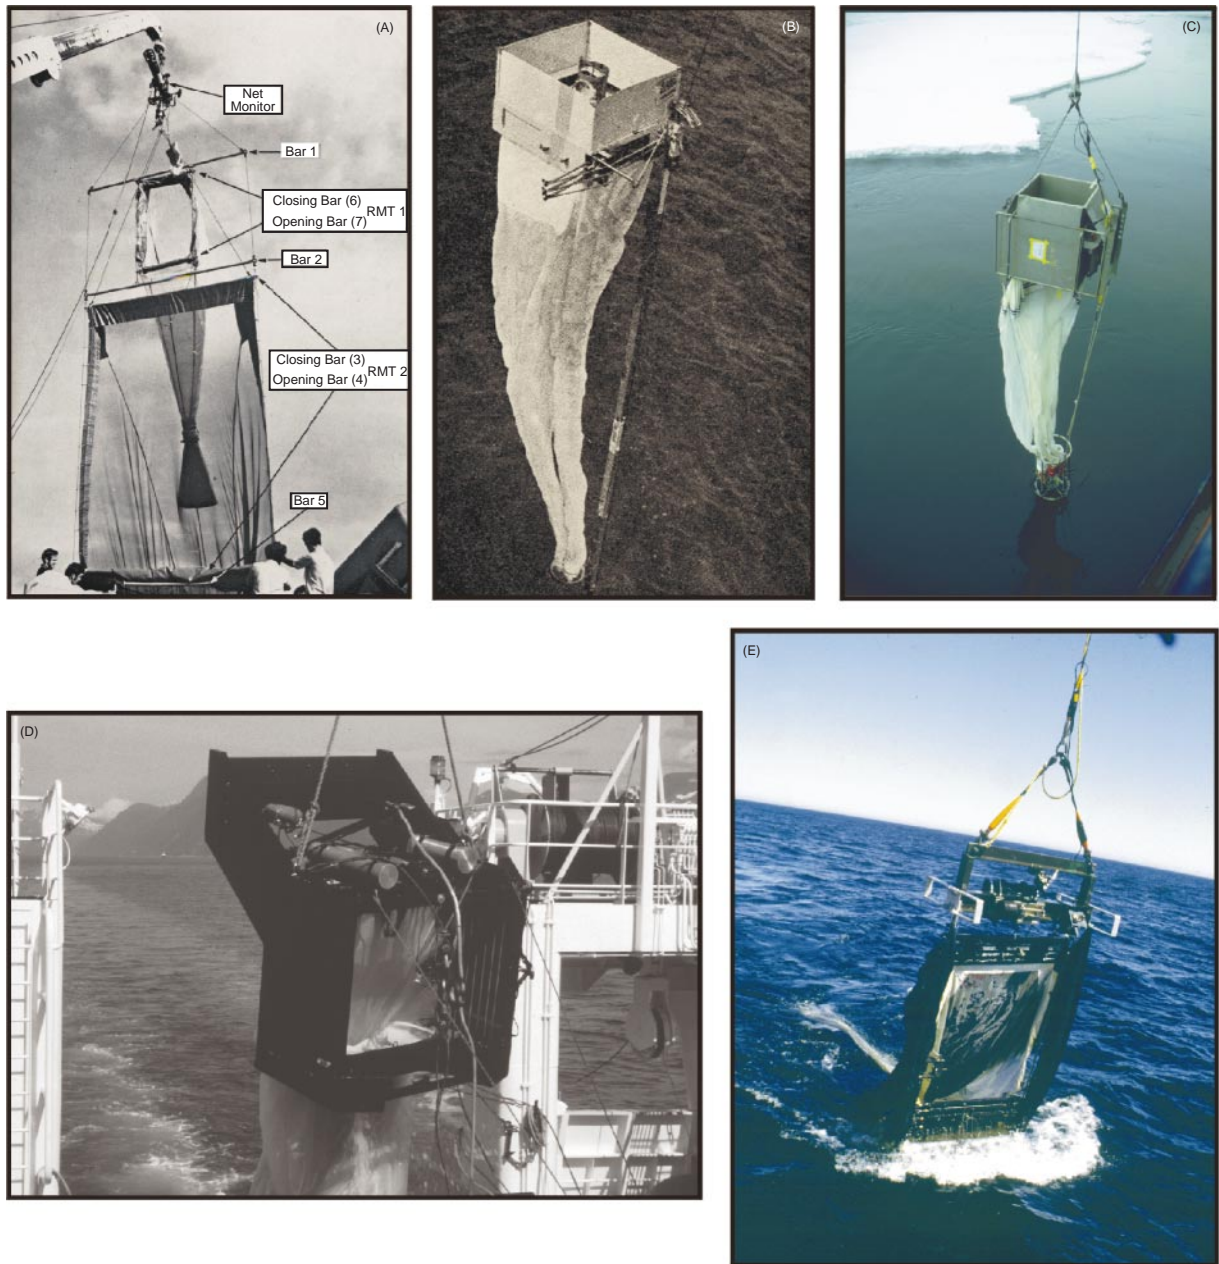 (A)
Net
Monitor
Bar 1
Closing Bar (6)
Opening Bar (7)
RMT 1
Bar 2
Closing Bar (3)
Opening Bar (4)
RMT 2
Bar 5
(B)
(C)
(D)
(E)